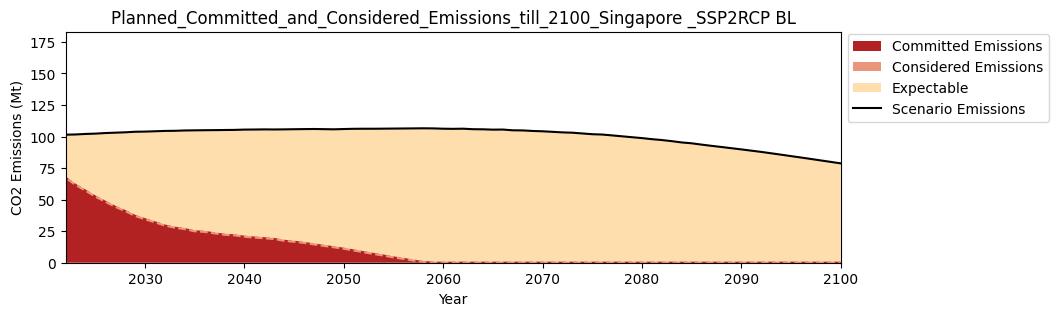 Planned_Committed_and_Considered_Emissions_till_2100_Singapore _SSP2RCP BL
175
150
125
100
75
50
25
0
CO2 Emissions (Mt)
2030
2040
2050
2060
2070
2080
2090
2100
Year
Committed Emissions
Considered Emissions
Expectable
Scenario Emissions